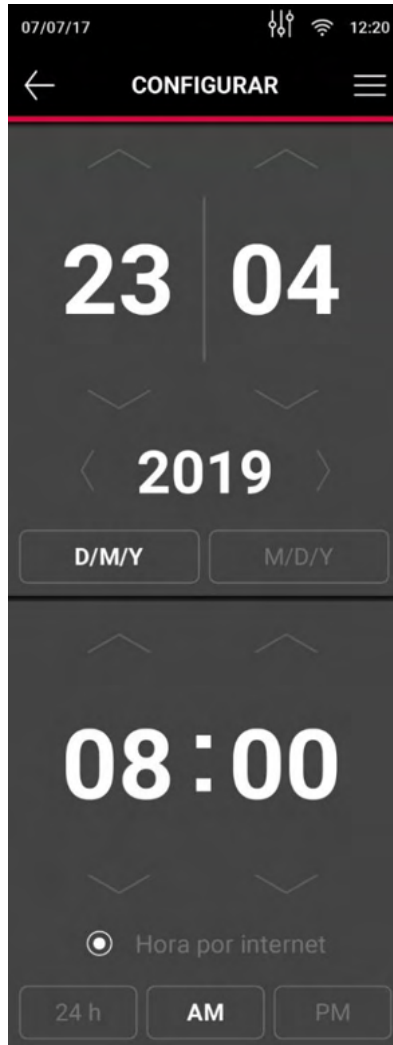 07/07/17 12:20
CONFIGURAR
23 04
2019
D/M/Y M/D/Y
08:00
Hora por internet
24 h AM PM